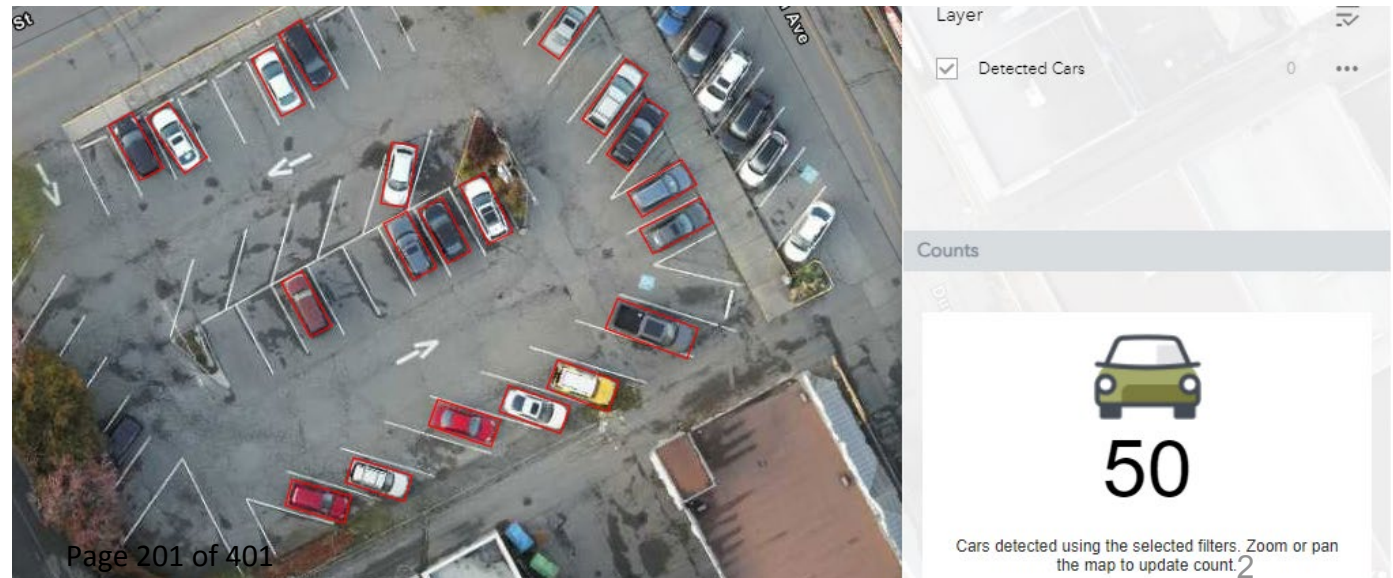 St
Ave
Layer
Detected Cars 0
Counts
50
Cars detected using the selected filters. Zoom or pan
the map to update count.
2
Page 201 of 401